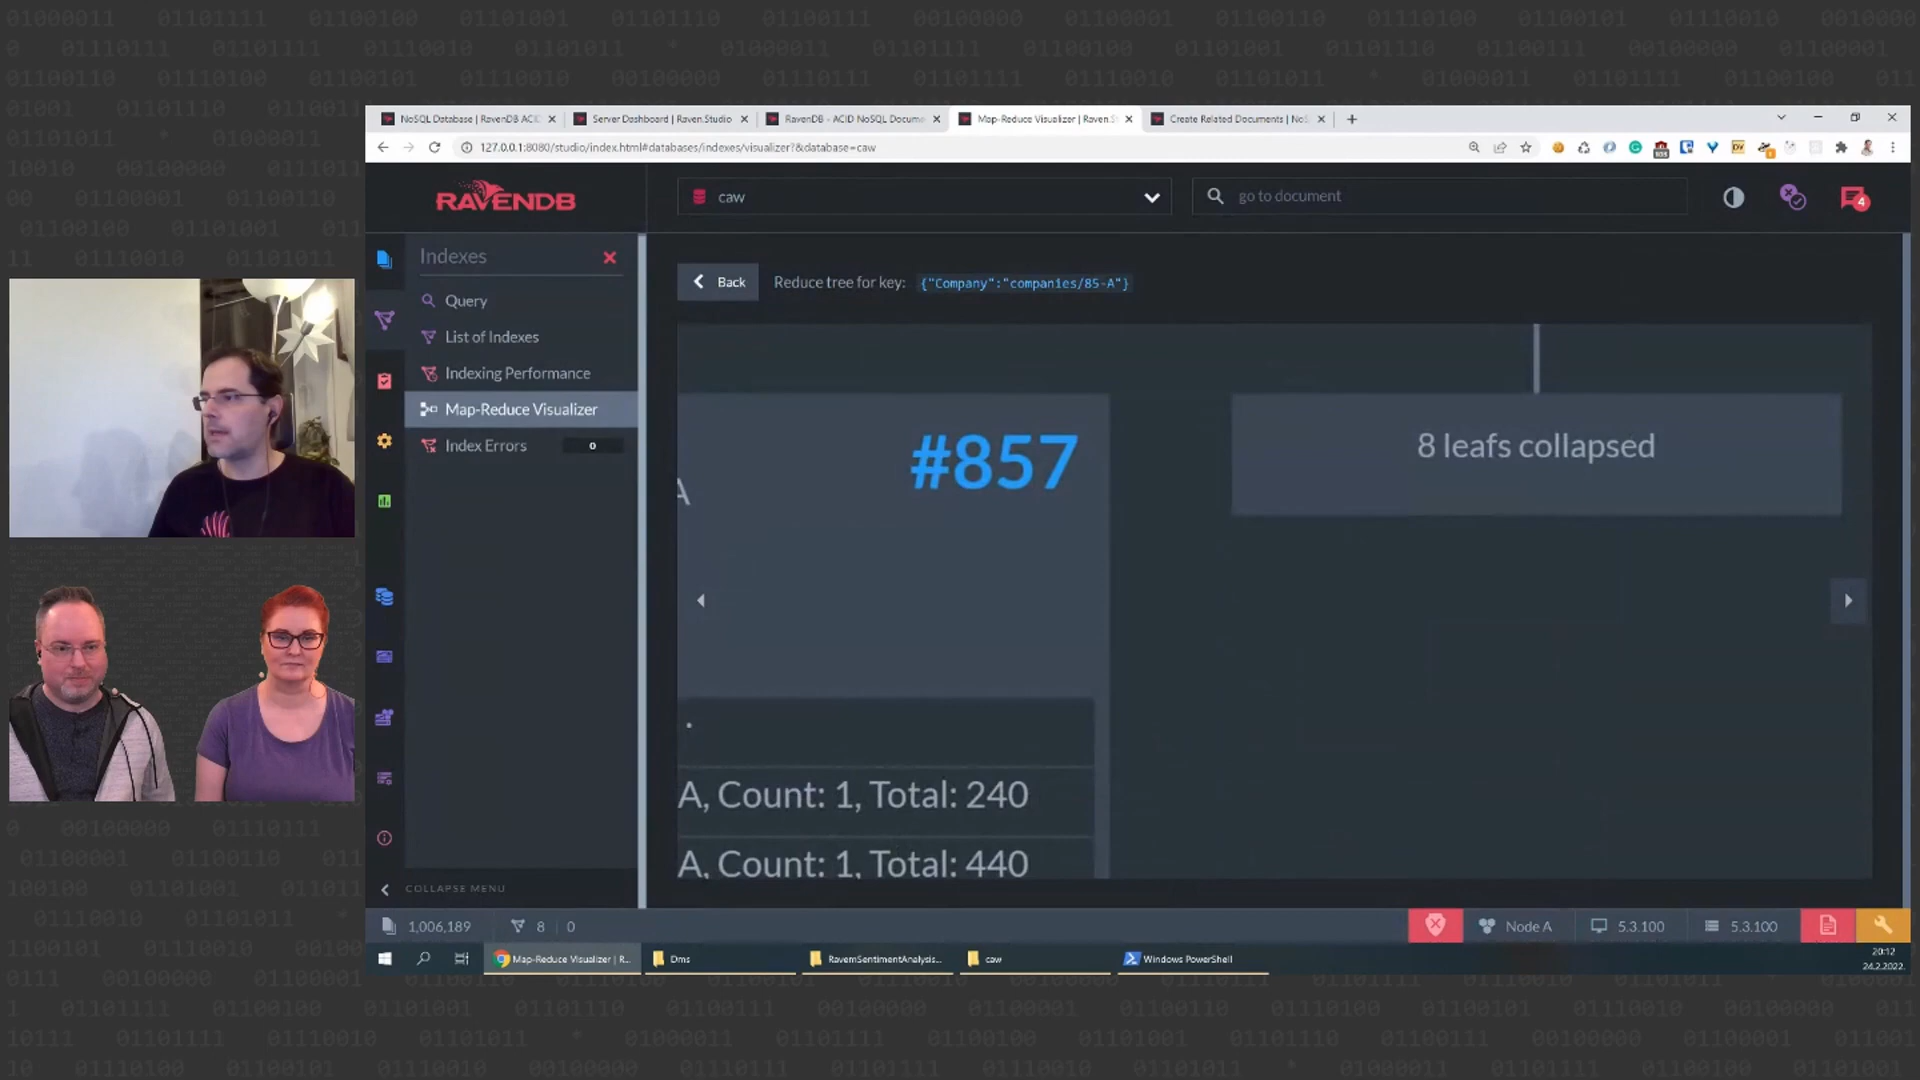 NoSQL Database | RavenDB ACID
Server Dashboard | Raven.Studio
RavenDB - ACID NoSQL Docume
Map-Reduce Visualizer | Raven.S
Create Related Documents | NoS
127.0.0.1:8080/studio/index.html#databases/indexes/visualizer?&database=caw
RAVENDB
caw
go to document
4
Indexes
Query
List of Indexes
Indexing Performance
Map-Reduce Visualizer
Index Errors
0
COLLAPSE MENU
Back
Reduce tree for key:
{"Company":"companies/85-A"}
A
#857
8 leafs collapsed
A, Count: 1, Total: 240
A, Count: 1, Total: 440
1,006,189
8
0
Node A
5.3.100
5.3.100
Map-Reduce Visualizer | R...
Dms
RavemSentimentAnalysis...
caw
Windows PowerShell
20:12
24.2.2022.